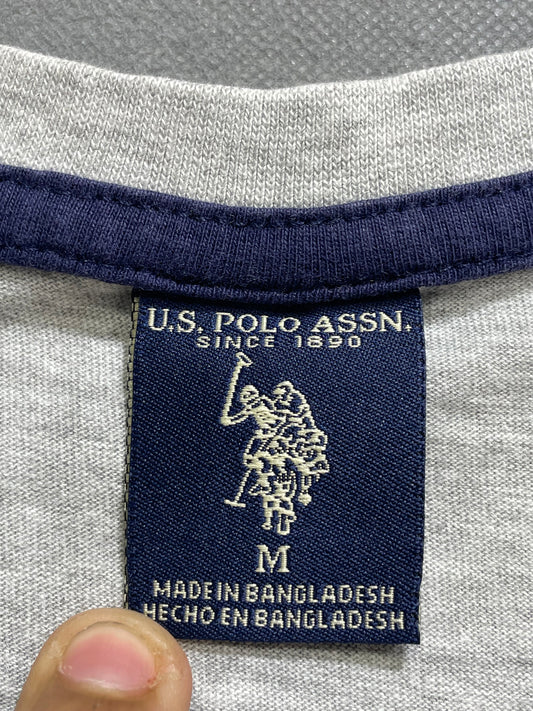 U.S. POLO ASSN.
SINCE 1890
M
MADE IN BANGLADESH
HECHO EN BANGLADESH